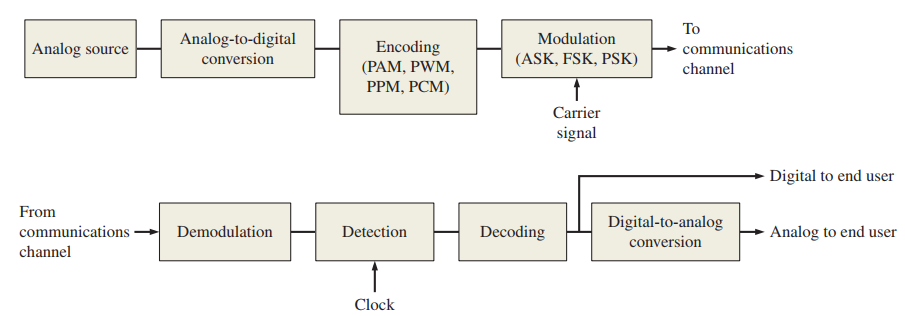 Analog source
Analog-to-digital
conversion
Encoding
(PAM, PWM,
PPM, PCM)
Modulation
(ASK, FSK, PSK)
To
communications
channel
Carrier
signal
From
communications
channel
Demodulation
Detection
Decoding
Digital-to-analog
conversion
Digital to end user
Analog to end user
Clock